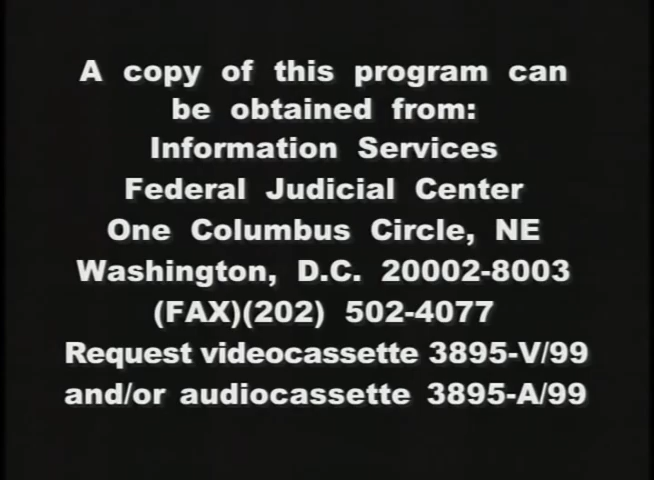 A copy of this program can
be obtained from:
Information Services
Federal Judicial Center
One Columbus Circle, NE
Washington, D.C. 20002-8003
(FAX)(202) 502-4077
Request videocassette 3895-V/99
and/or audiocassette 3895-A/99